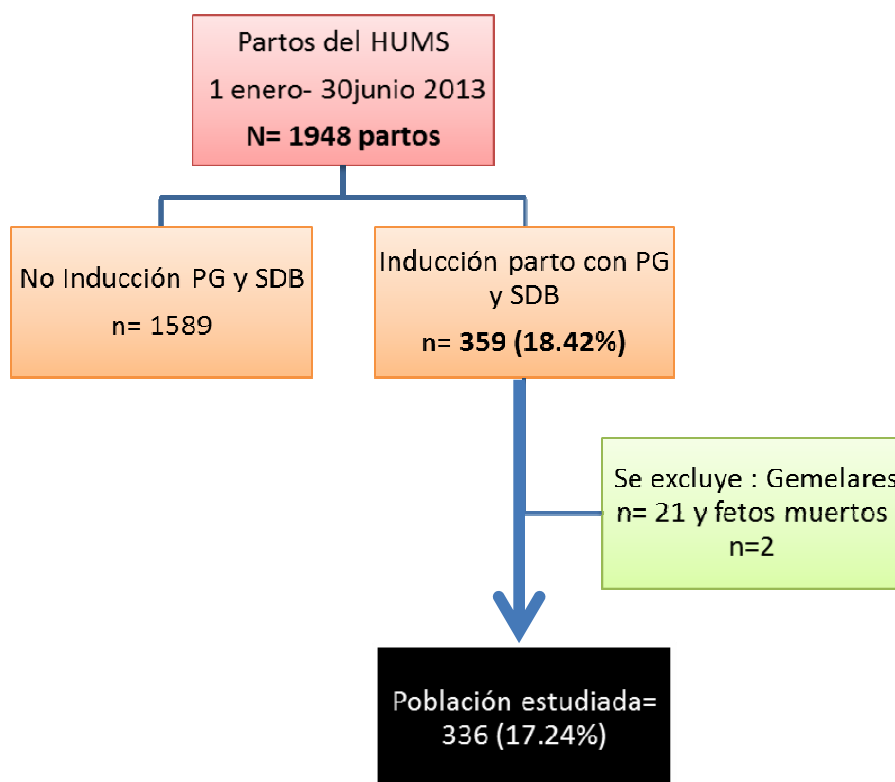 Partos del HUMS
1 enero- 30junio 2013
N= 1948 partos
No Inducción PG y SDB
n= 1589
Inducción parto con PG
y SDB
n= 359 (18.42%)
Se excluye : Gemelares
n= 21 y fetos muertos
n=2
Población estudiada=
336 (17.24%)